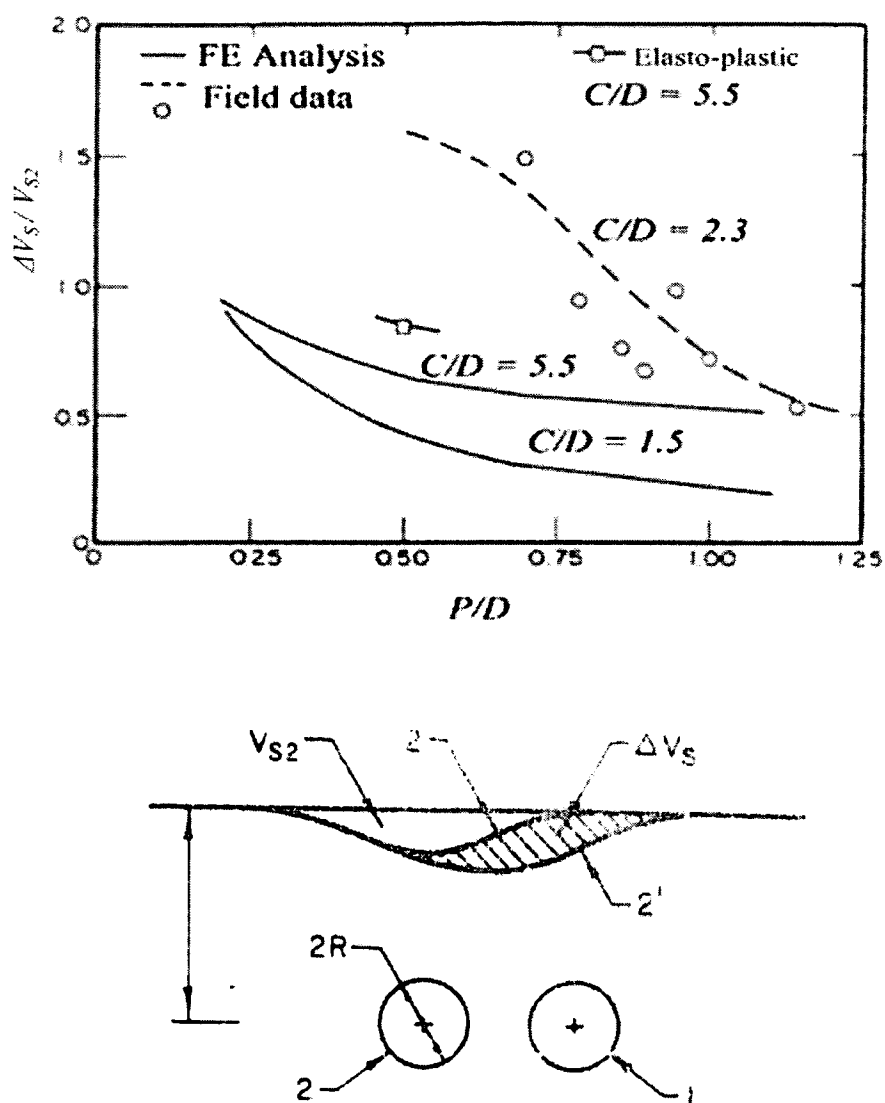 2.0
FE Analysis
Elasto-plastic
Field data
C/D = 5.5
1.5
C/D = 2.3
ΔVS / VS2
1.0
C/D = 5.5
0.5
C/D = 1.5
0
0 0.25 0.50 0.75 1.00 1.25
P/D
VS2 2 ΔVS
2'
2R
2 1